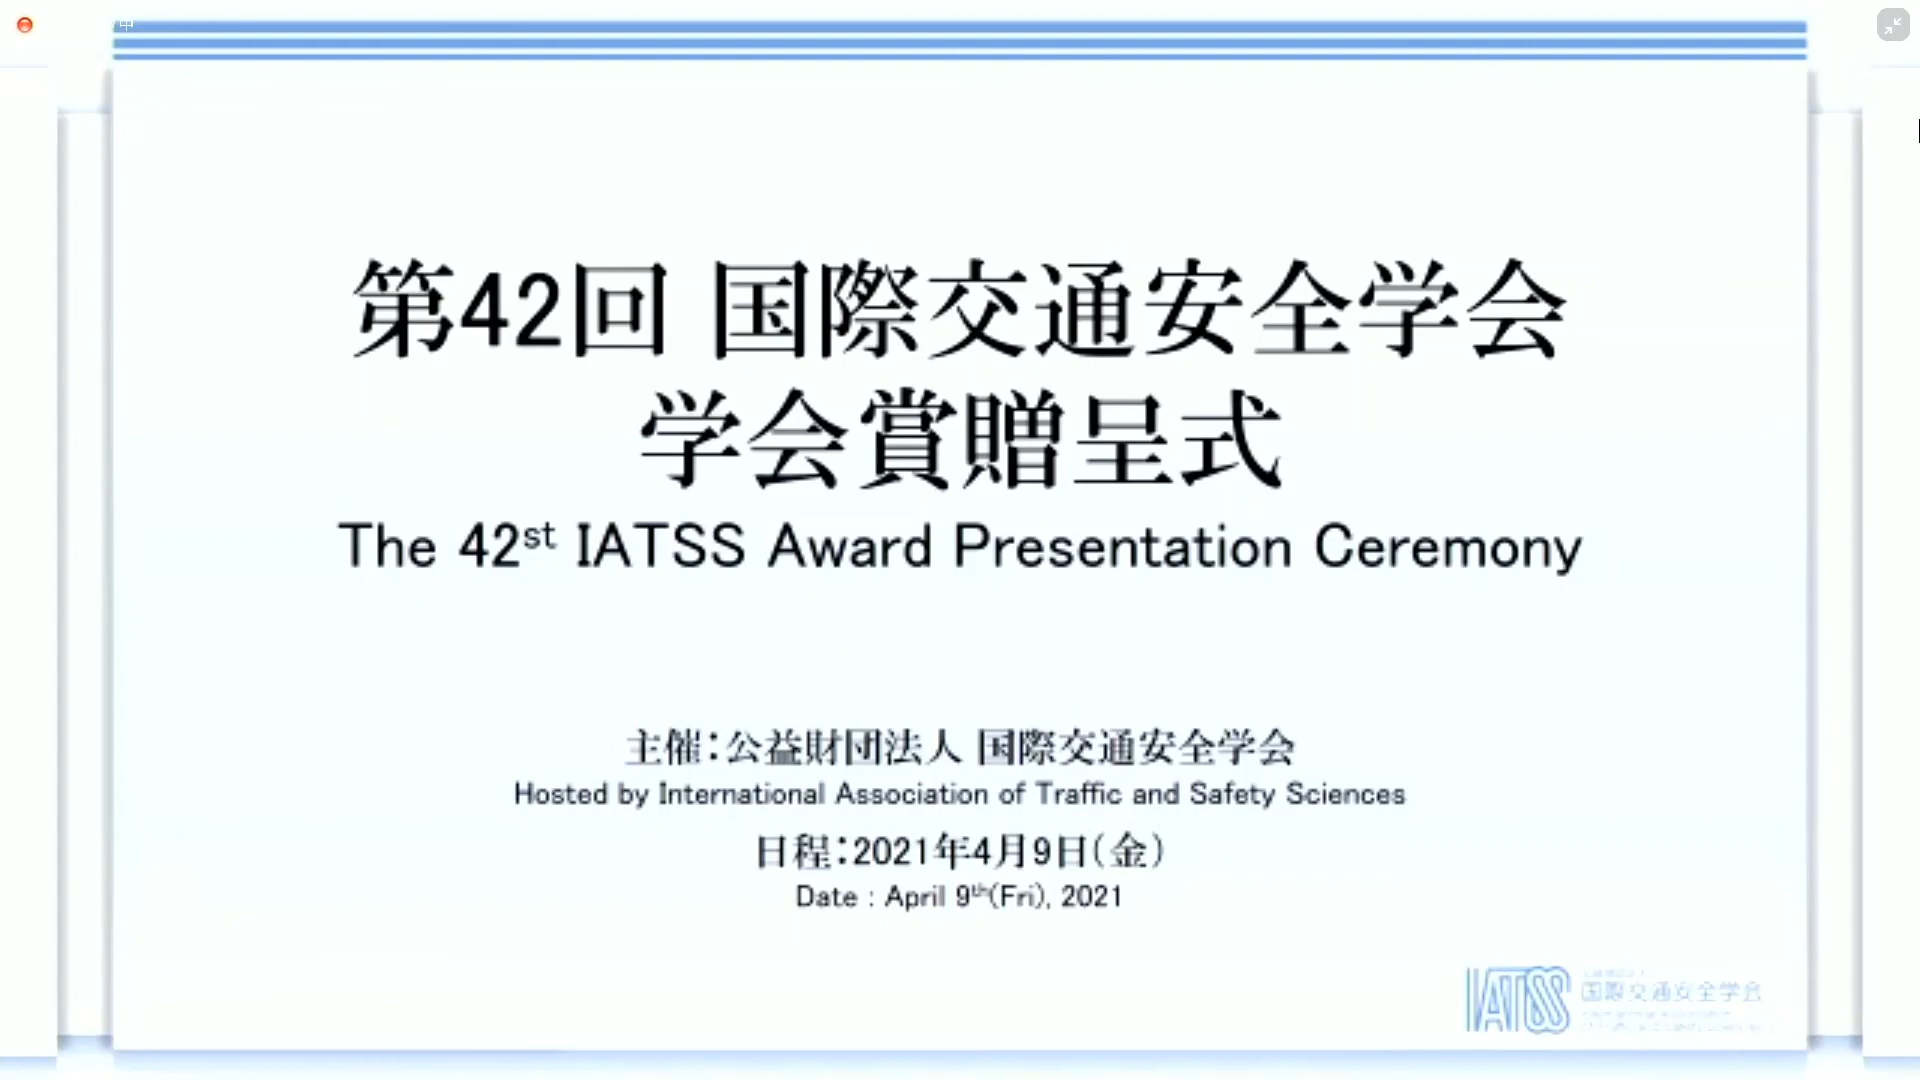 中
第42回 国際交通安全学会
学会賞贈呈式
The 42st IATSS Award Presentation Ceremony
主催：公益財団法人 国際交通安全学会
Hosted by International Association of Traffic and Safety Sciences
日程：2021年4月9日（金）
Date : April 9th(Fri), 2021
IATSS 国際交通安全学会